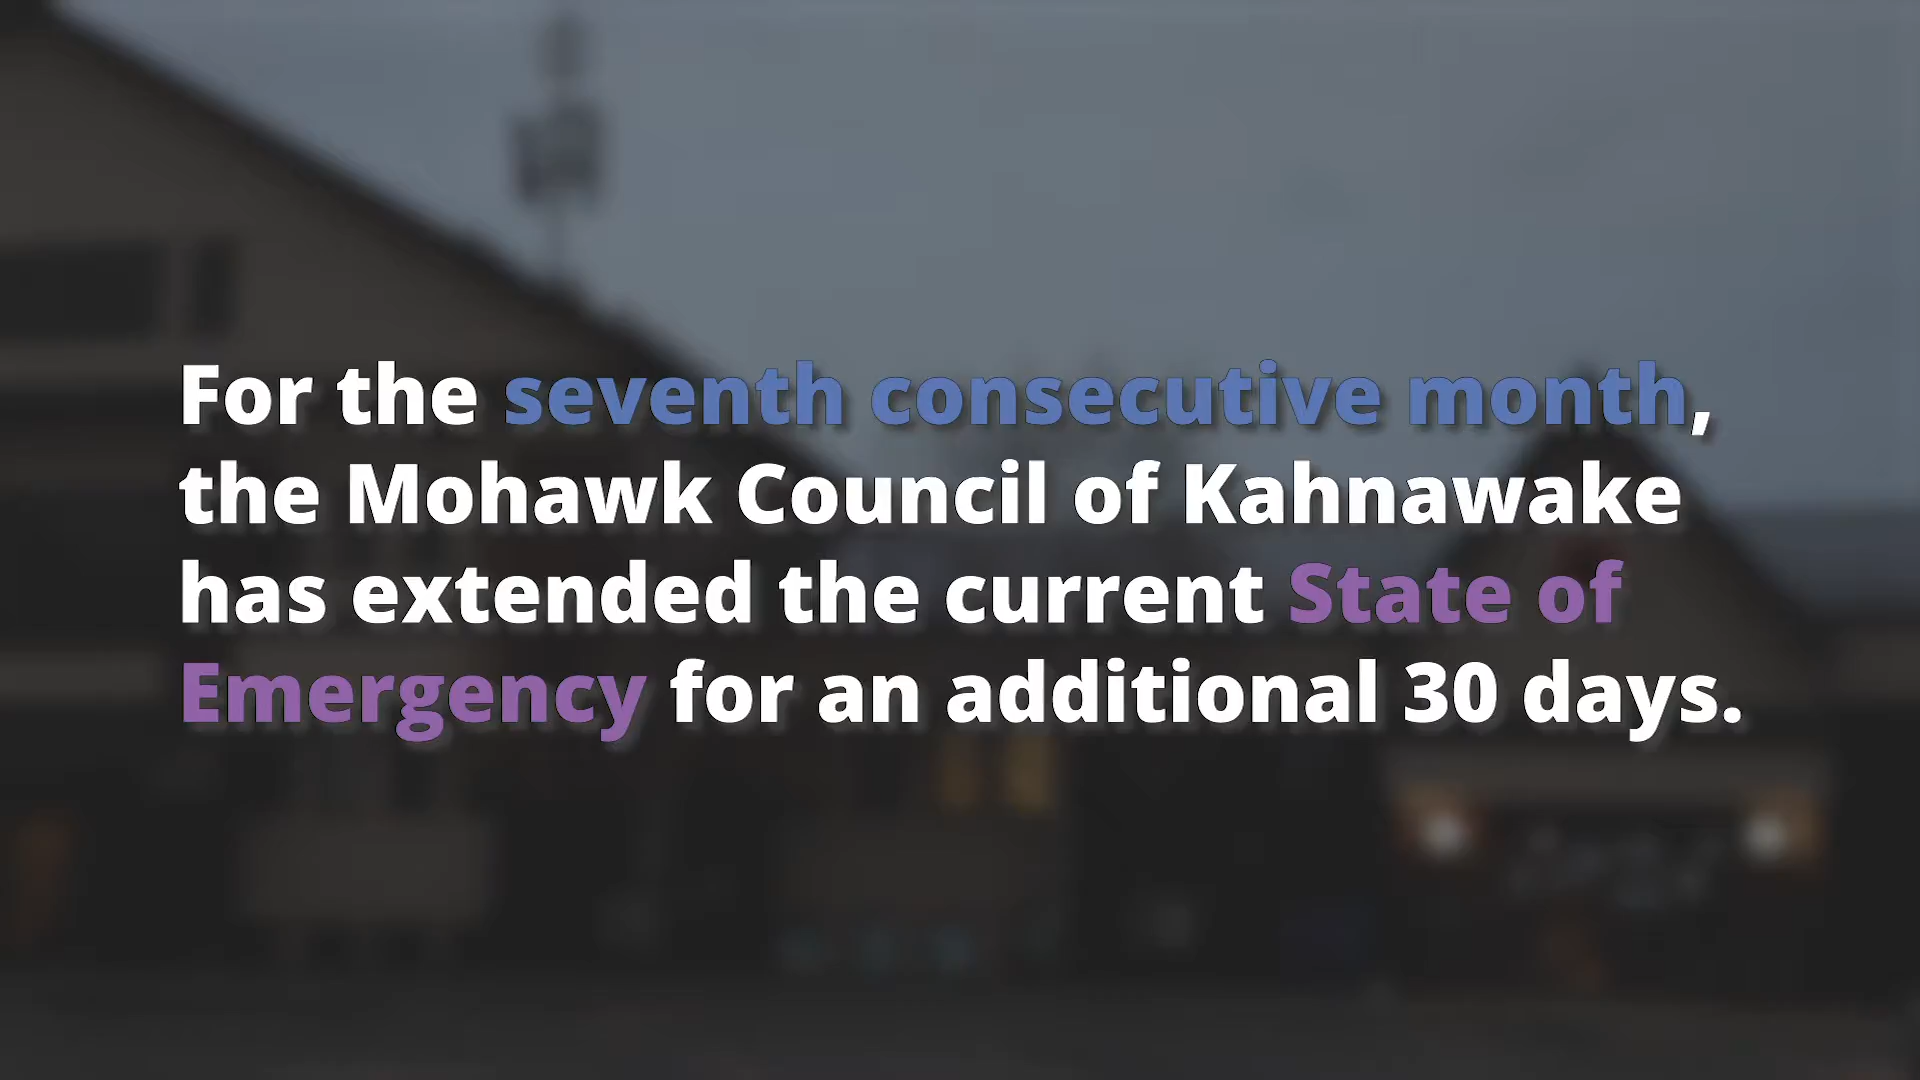 For the seventh consecutive month,
the Mohawk Council of Kahnawake
has extended the current State of
Emergency for an additional 30 days.